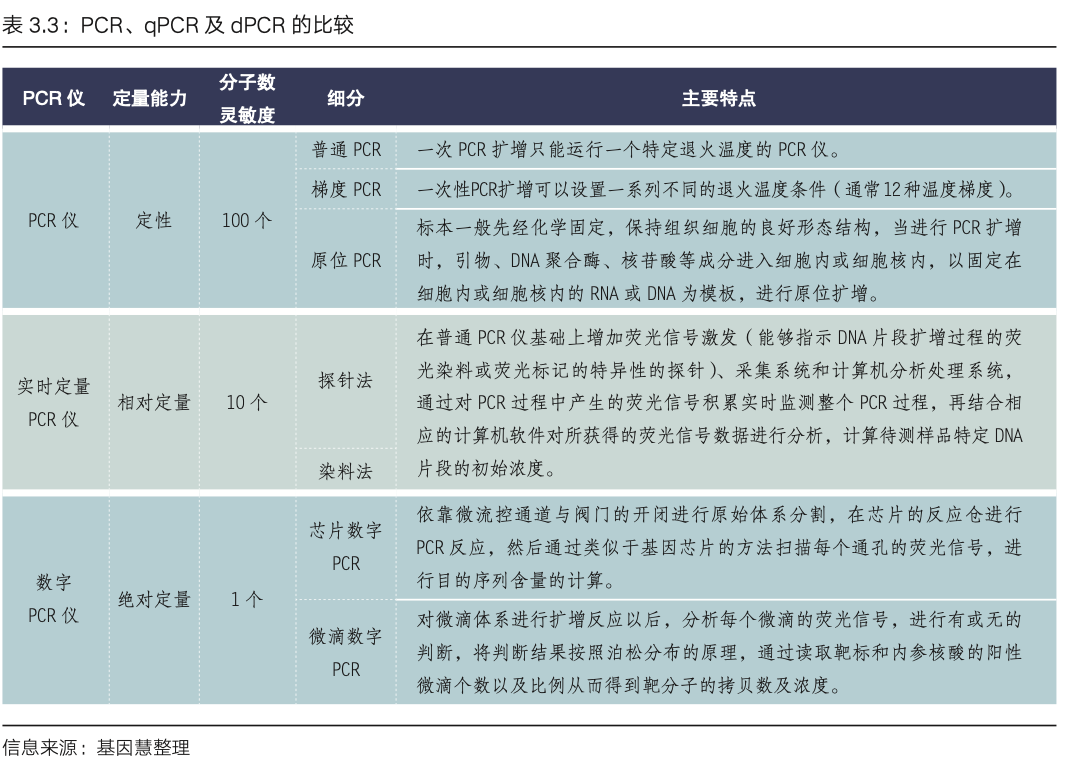 表 3.3：PCR、qPCR 及 dPCR 的比较
PCR 仪
定量能力
分子数
灵敏度
细分
主要特点
PCR 仪
定性
100 个
普通 PCR
一次 PCR 扩增只能运行一个特定退火温度的 PCR 仪。
梯度 PCR
一次性PCR扩增可以设置一系列不同的退火温度条件（通常12种温度梯度）。
原位 PCR
标本一般先经化学固定，保持组织细胞的良好形态结构，当进行 PCR 扩增
时，引物、DNA 聚合酶、核苷酸等成分进入细胞内或细胞核内，以固定在
细胞内或细胞核内的 RNA 或 DNA 为模板，进行原位扩增。
实时定量
PCR 仪
相对定量
10 个
探针法
染料法
在普通 PCR 仪基础上增加荧光信号激发（能够指示 DNA 片段扩增过程的荧
光染料或荧光标记的特异性的探针）、采集系统和计算机分析处理系统，
通过对 PCR 过程中产生的荧光信号积累实时监测整个 PCR 过程，再结合相
应的计算机软件对所获得的荧光信号数据进行分析，计算待测样品特定 DNA
片段的初始浓度。
数字
PCR 仪
绝对定量
1 个
芯片数字
PCR
依靠微流控通道与阀门的开闭进行原始体系分割，在芯片的反应仓进行
PCR 反应，然后通过类似于基因芯片的方法扫描每个通孔的荧光信号，进
行目的序列含量的计算。
微滴数字
PCR
对微滴体系进行扩增反应以后，分析每个微滴的荧光信号，进行有或无的
判断，将判断结果按照泊松分布的原理，通过读取靶标和内参核酸的阳性
微滴个数以及比例从而得到靶分子的拷贝数及浓度。
信息来源：基因慧整理